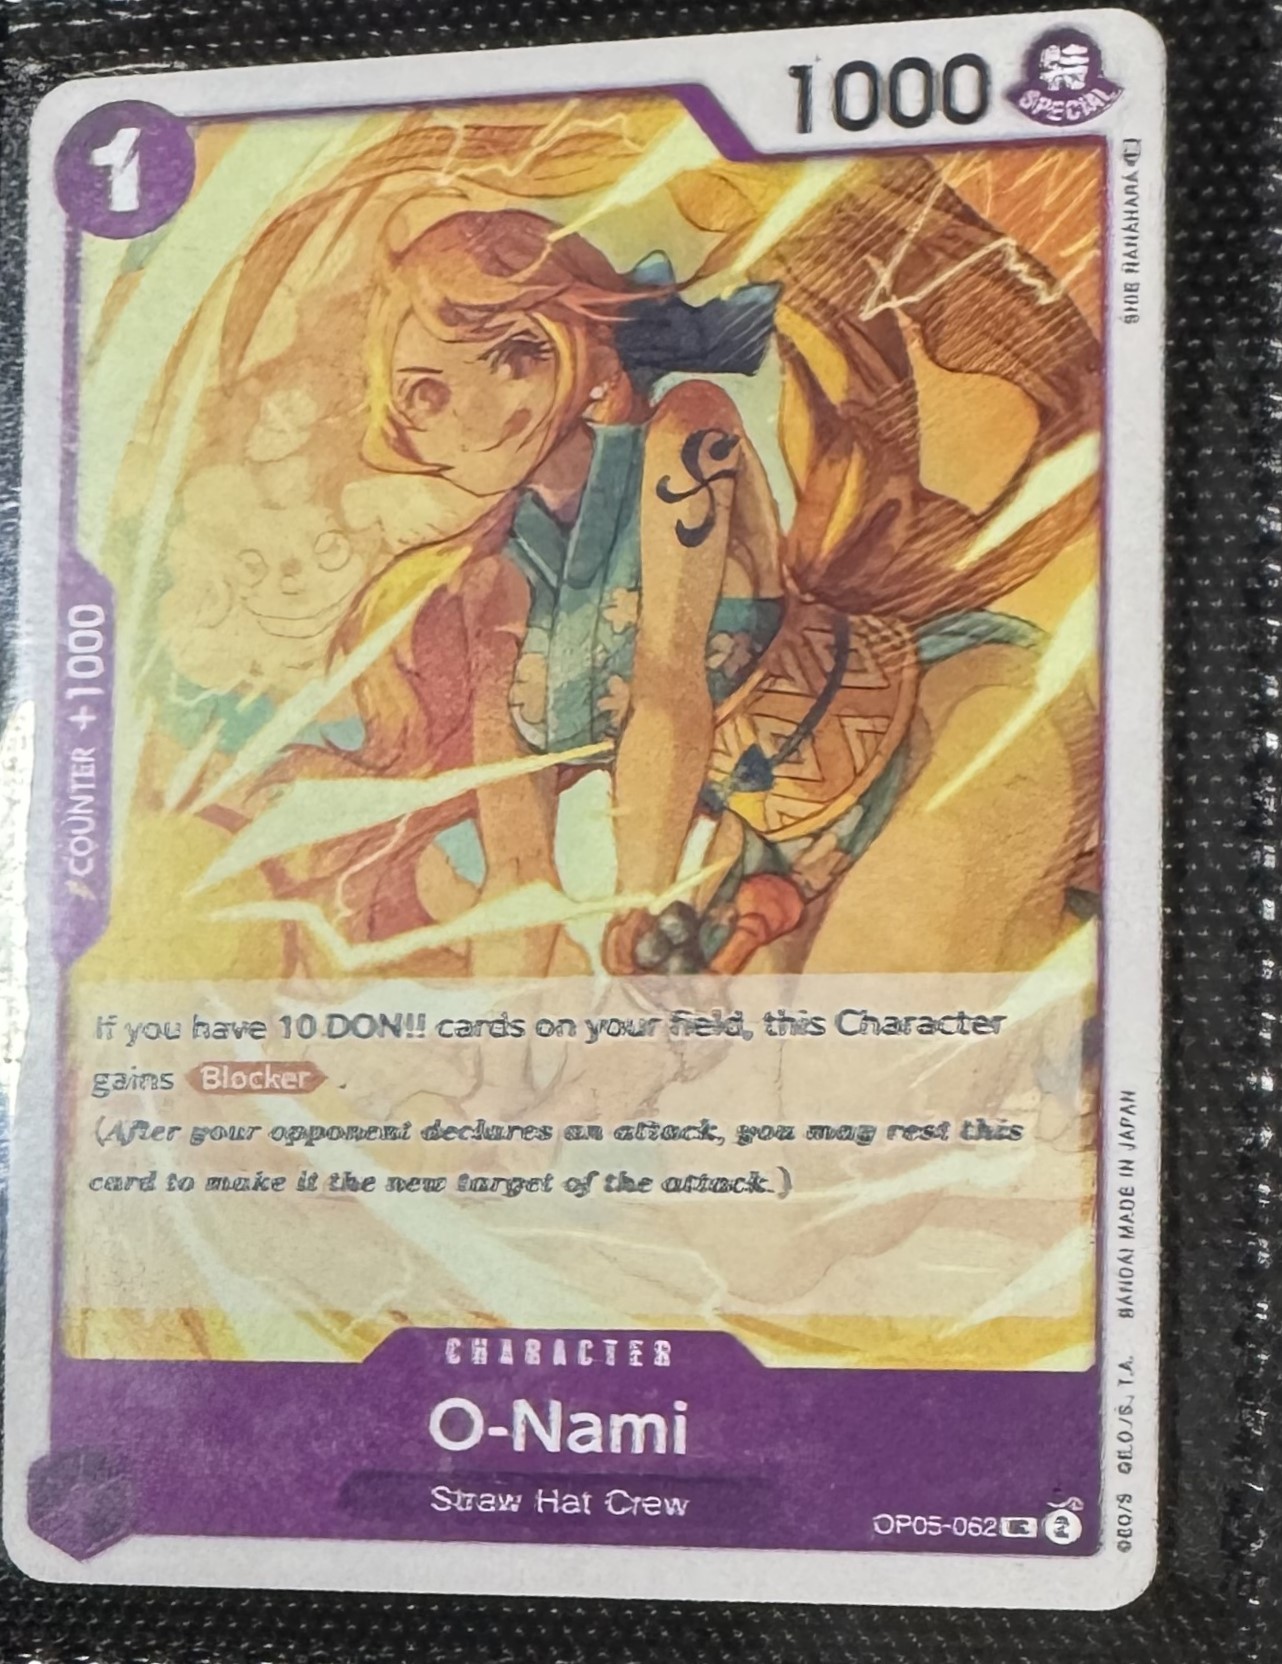 1
1000
SPECIAL
COUNTER +1000
If you have 10 DON!! cards on your field, this Character
gains Blocker .
(After your opponent declares an attack, you may rest this
card to make it the new target of the attack.)
CHARACTER
O-Nami
Straw Hat Crew
OP05-062
2
BANDAI MADE IN JAPAN